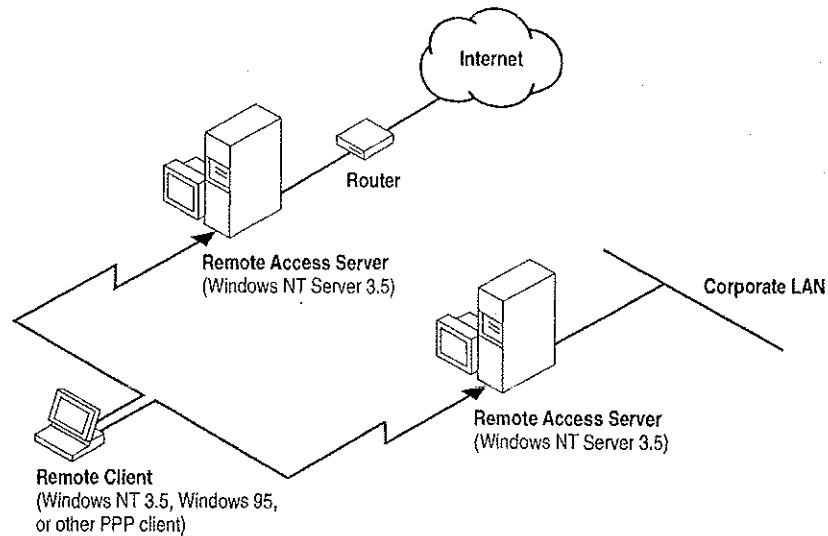 Internet
Router
Remote Access Server
(Windows NT Server 3.5)
Corporate LAN
Remote Access Server
(Windows NT Server 3.5)
Remote Client
(Windows NT 3.5, Windows 95,
or other PPP client)